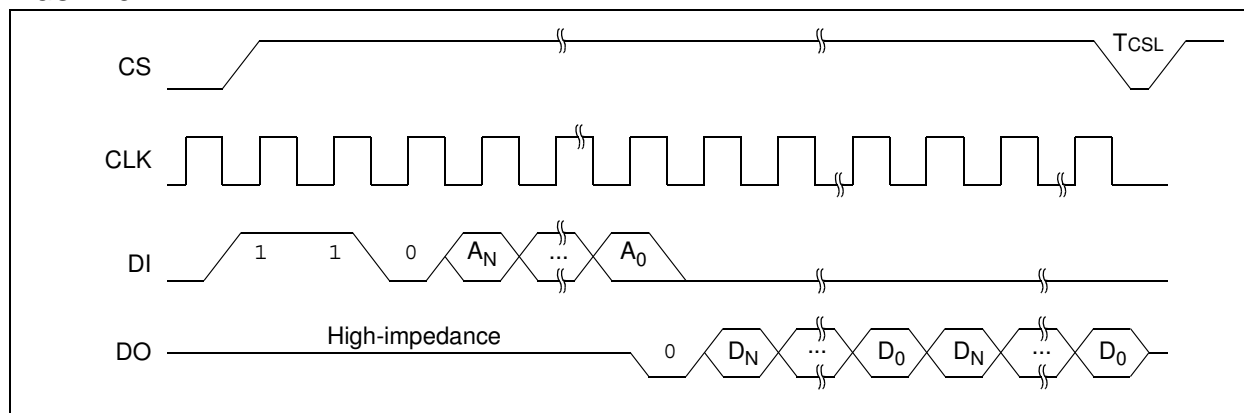 CS TCSL
CLK
DI 1 1 0 AN ... A0
DO High-impedance 0 DN ... D0 DN ... D0